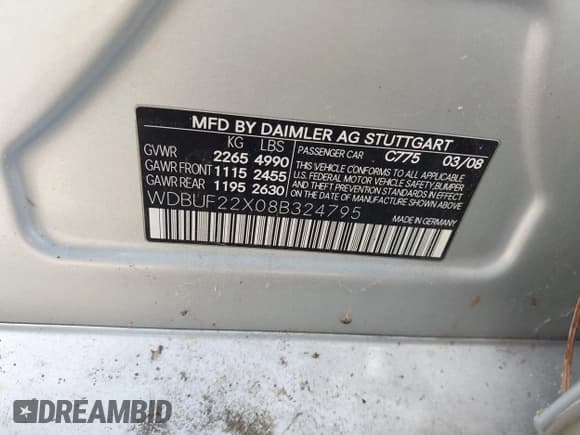 MFD BY DAIMLER AG STUTTGART
KG LBS
GVWR 2265 4990
GAWR FRONT 1115 2455
GAWR REAR 1195 2630
PASSENGER CAR C775 03/08
THIS VEHICLE CONFORMS TO ALL APPLICABLE
U.S. FEDERAL MOTOR VEHICLE SAFETY, BUMPER
AND THEFT PREVENTION STANDARDS IN EFFECT
ON THE DATE OF MANUFACTURE SHOWN ABOVE
WDBUF22X08B324795
MADE IN GERMANY
DREAMBID